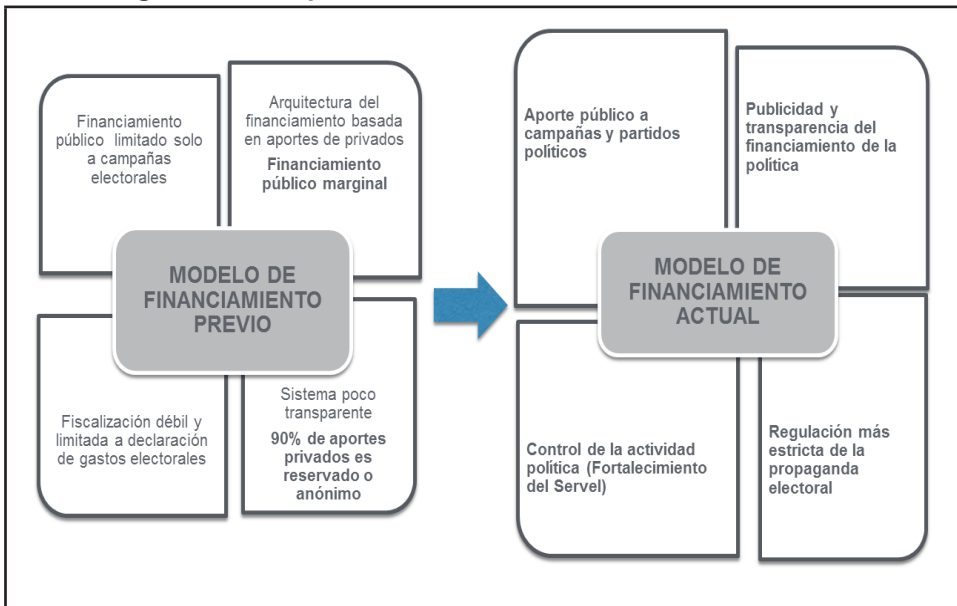 Financiamiento
público limitado solo
a campañas
electorales
Arquitectura del
financiamiento basada
en aportes de privados
Financiamiento
público marginal
MODELO DE
FINANCIAMIENTO
PREVIO
Fiscalización débil y
limitada a declaración
de gastos electorales
Sistema poco
transparente
90% de aportes
privados es
reservado o
anónimo
Aporte público a
campañas y partidos
políticos
Publicidad y
transparencia del
financiamiento de la
política
MODELO DE
FINANCIAMIENTO
ACTUAL
Control de la actividad
política (Fortalecimiento
del Servel)
Regulación más
estricta de la
propaganda
electoral